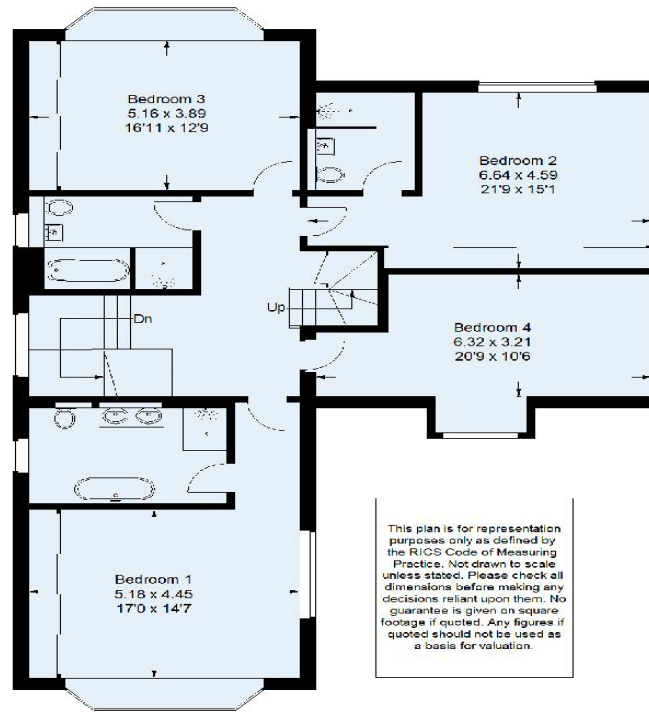 Bedroom 3
5.16 x 3.89
16'11 x 12'9
Bedroom 2
6.64 x 4.59
21'9 x 15'1
Dn
Up
Bedroom 4
6.32 x 3.21
20'9 x 10'6
Bedroom 1
5.18 x 4.45
17'0 x 14'7
This plan is for representation
purposes only as defined by
the RICS Code of Measuring
Practice. Not drawn to scale
unless stated. Please check all
dimensions before making any
decisions reliant upon them. No
guarantee is given on square
footage if quoted. Any figures if
quoted should not be used as
a basis for valuation.